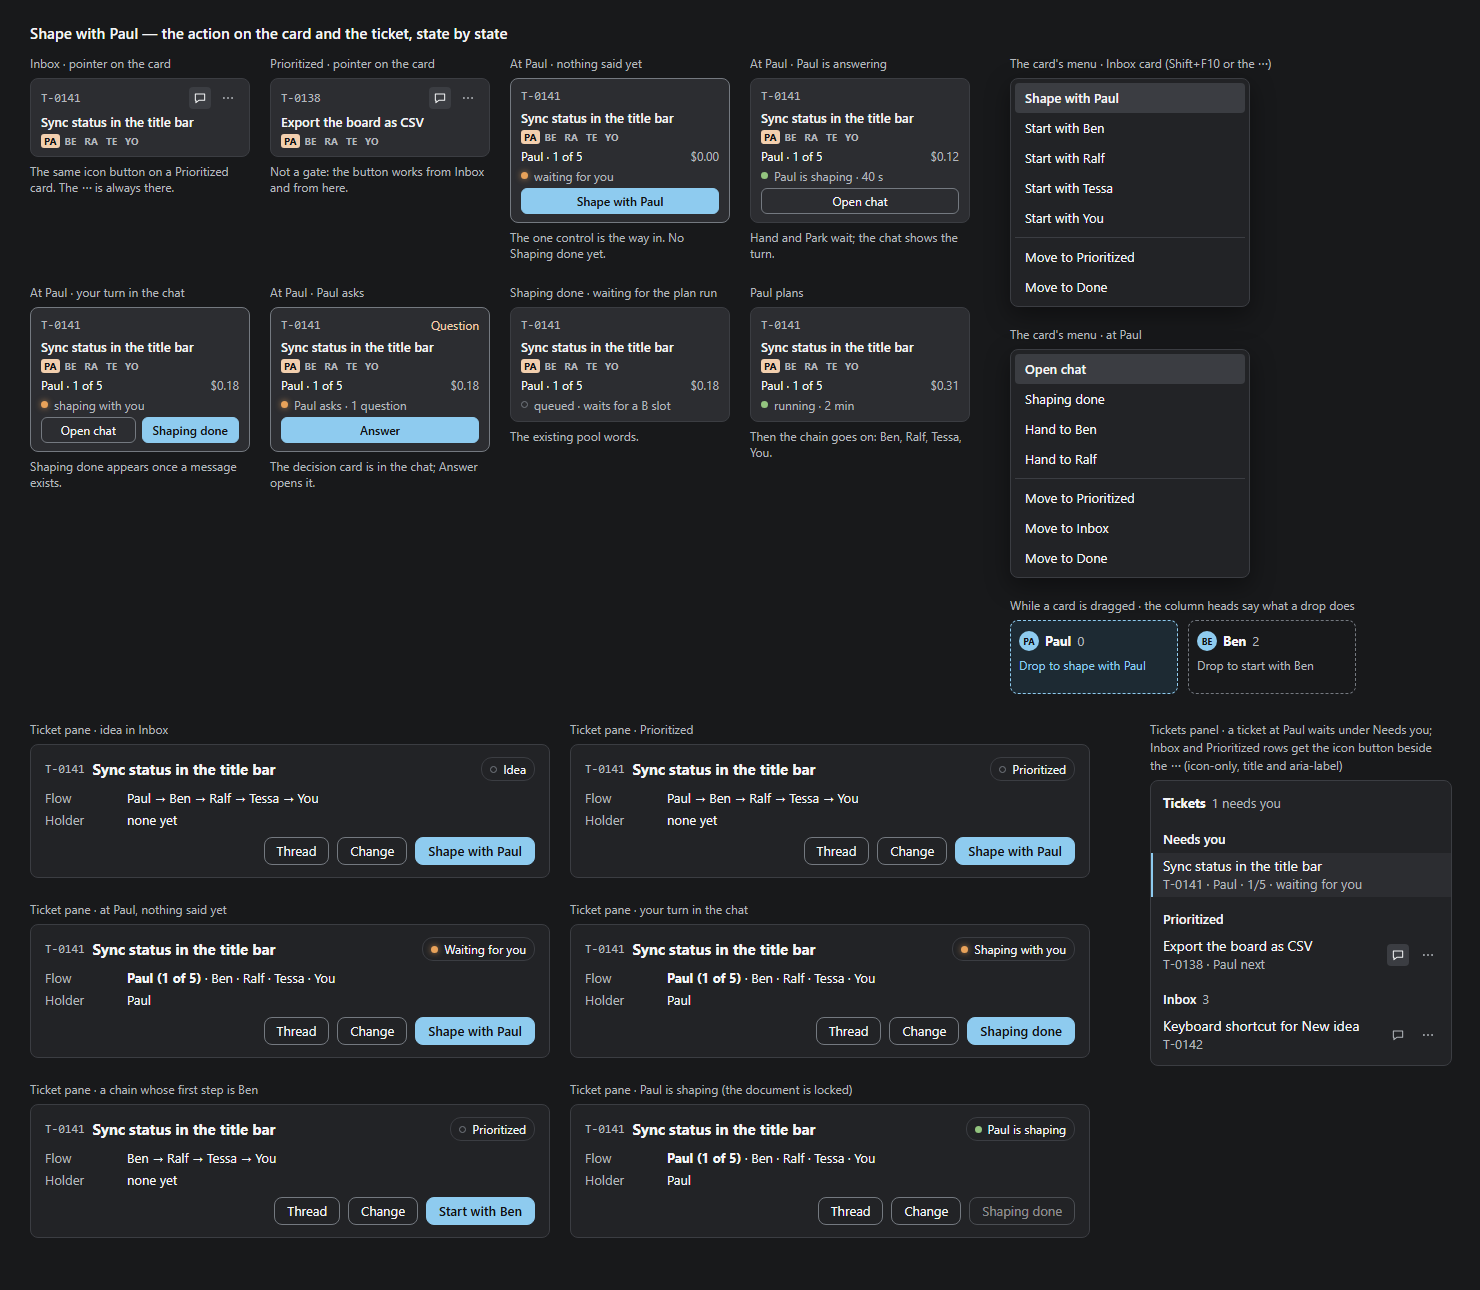 Shape with Paul — the action on the card and the ticket, state by state
Inbox · pointer on the card
T-0141
···
Sync status in the title bar
PA BE RA TE YO
The same icon button on a Prioritized
card. The ··· is always there.
Prioritized · pointer on the card
T-0138
···
Export the board as CSV
PA BE RA TE YO
Not a gate: the button works from Inbox
and from here.
At Paul · nothing said yet
T-0141
Sync status in the title bar
PA BE RA TE YO
Paul · 1 of 5 $0.00
waiting for you
Shape with Paul
The one control is the way in. No
Shaping done yet.
At Paul · Paul is answering
T-0141
Sync status in the title bar
PA BE RA TE YO
Paul · 1 of 5 $0.12
Paul is shaping · 40 s
Open chat
Hand and Park wait; the chat shows the
turn.
The card's menu · Inbox card (Shift+F10 or the ···)
Shape with Paul
Start with Ben
Start with Ralf
Start with Tessa
Start with You
Move to Prioritized
Move to Done
At Paul · your turn in the chat
T-0141
Sync status in the title bar
PA BE RA TE YO
Paul · 1 of 5 $0.18
shaping with you
Open chat Shaping done
Shaping done appears once a message
exists.
At Paul · Paul asks
T-0141 Question
Sync status in the title bar
PA BE RA TE YO
Paul · 1 of 5 $0.18
Paul asks · 1 question
Answer
The decision card is in the chat; Answer
opens it.
Shaping done · waiting for the plan run
T-0141
Sync status in the title bar
PA BE RA TE YO
Paul · 1 of 5 $0.18
queued · waits for a B slot
The existing pool words.
Paul plans
T-0141
Sync status in the title bar
PA BE RA TE YO
Paul · 1 of 5 $0.31
running · 2 min
Then the chain goes on: Ben, Ralf, Tessa,
You.
The card's menu · at Paul
Open chat
Shaping done
Hand to Ben
Hand to Ralf
Move to Prioritized
Move to Inbox
Move to Done
While a card is dragged · the column heads say what a drop does
PA Paul 0
Drop to shape with Paul
BE Ben 2
Drop to start with Ben
Ticket pane · idea in Inbox
T-0141 Sync status in the title bar Idea
Flow Paul → Ben → Ralf → Tessa → You
Holder none yet
Thread Change Shape with Paul
Ticket pane · Prioritized
T-0141 Sync status in the title bar Prioritized
Flow Paul → Ben → Ralf → Tessa → You
Holder none yet
Thread Change Shape with Paul
Ticket pane · at Paul, nothing said yet
T-0141 Sync status in the title bar Waiting for you
Flow Paul (1 of 5) · Ben · Ralf · Tessa · You
Holder Paul
Thread Change Shape with Paul
Ticket pane · your turn in the chat
T-0141 Sync status in the title bar Shaping with you
Flow Paul (1 of 5) · Ben · Ralf · Tessa · You
Holder Paul
Thread Change Shaping done
Ticket pane · a chain whose first step is Ben
T-0141 Sync status in the title bar Prioritized
Flow Ben → Ralf → Tessa → You
Holder none yet
Thread Change Start with Ben
Ticket pane · Paul is shaping (the document is locked)
T-0141 Sync status in the title bar Paul is shaping
Flow Paul (1 of 5) · Ben · Ralf · Tessa · You
Holder Paul
Thread Change Shaping done
Tickets panel · a ticket at Paul waits under Needs you;
Inbox and Prioritized rows get the icon button beside
the ··· (icon-only, title and aria-label)
Tickets 1 needs you
Needs you
Sync status in the title bar
T-0141 · Paul · 1/5 · waiting for you
Prioritized
Export the board as CSV
T-0138 · Paul next
···
Inbox 3
Keyboard shortcut for New idea
T-0142
···